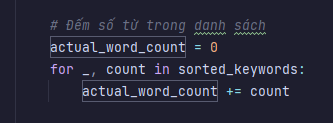 # Đếm số từ trong danh sách
actual_word_count = 0
for _, count in sorted_keywords:
    actual_word_count += count